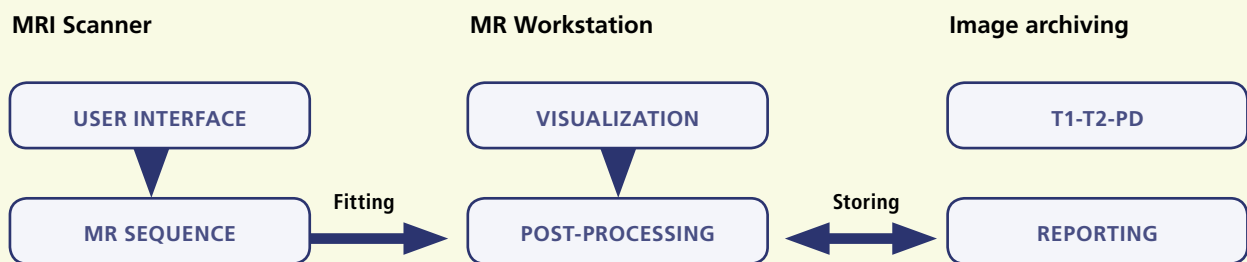 MRI Scanner
MR Workstation
Image archiving
USER INTERFACE
VISUALIZATION
T1-T2-PD
Fitting
Storing
MR SEQUENCE
POST-PROCESSING
REPORTING